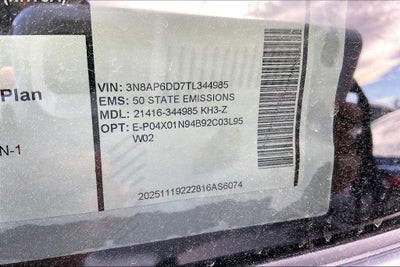 Plan
N-1
VIN: 3N8AP6DD7TL344985
EMS: 50 STATE EMISSIONS
MDL: 21416-344985 KH3-Z
OPT: E-P04X01N94B92C03L95
W02
20251119222816AS6074